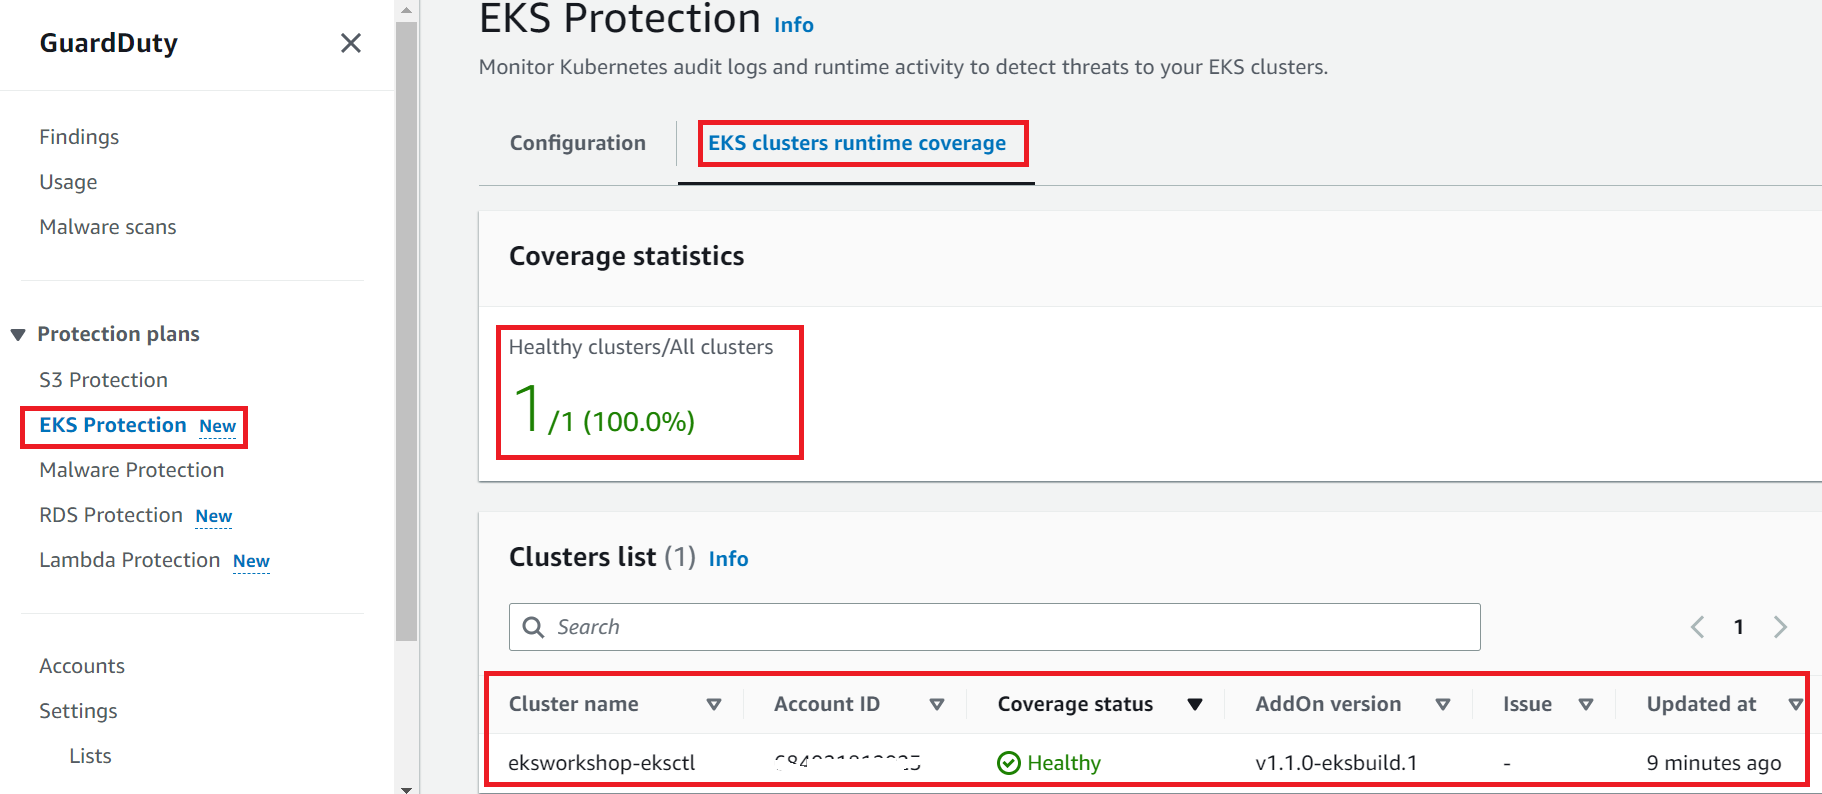 GuardDuty
Findings
Usage
Malware scans
Protection plans
S3 Protection
EKS Protection New
Malware Protection
RDS Protection New
Lambda Protection New
Accounts
Settings
Lists
EKS Protection Info
Monitor Kubernetes audit logs and runtime activity to detect threats to your EKS clusters.
Configuration EKS clusters runtime coverage
Coverage statistics
Healthy clusters/All clusters
1/1 (100.0%)
Clusters list (1) Info
Search
1
Cluster name Account ID Coverage status AddOn version Issue Updated at
eksworkshop-eksctl Healthy v1.1.0-eksbuild.1 - 9 minutes ago